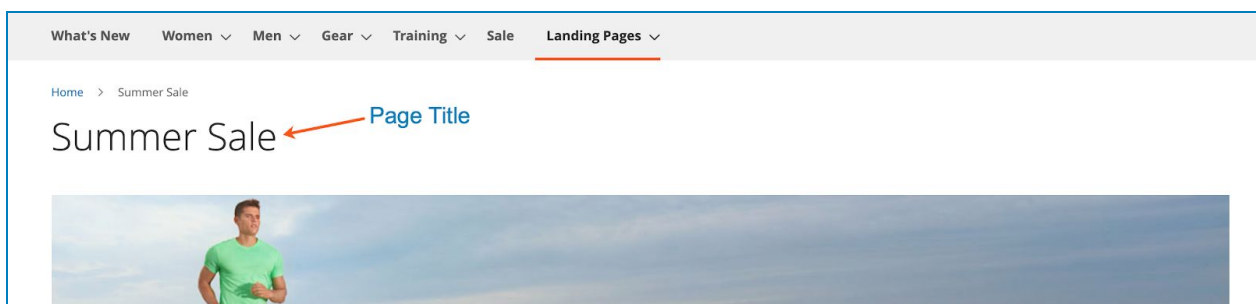 What's New Women Men Gear Training Sale Landing Pages
Home > Summer Sale
Page Title
Summer Sale